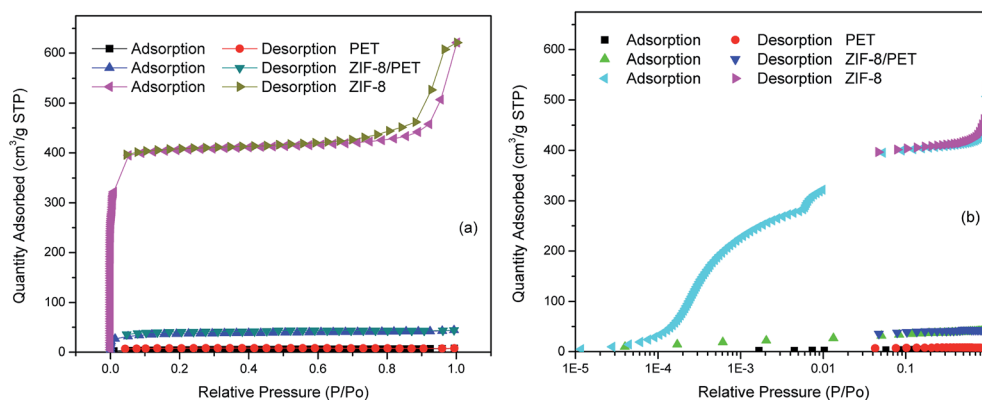 600
500
400
300
200
100
0
Quantity Adsorbed (cm³/g STP)
Adsorption Desorption PET
Adsorption Desorption ZIF-8/PET
Adsorption Desorption ZIF-8
(a)
0.0 0.2 0.4 0.6 0.8 1.0
Relative Pressure (P/Po)
600
500
400
300
200
100
0
Quantity Adsorbed (cm³/g STP)
Adsorption Desorption PET
Adsorption Desorption ZIF-8/PET
Adsorption Desorption ZIF-8
(b)
1E-5 1E-4 1E-3 0.01 0.1
Relative Pressure (P/Po)